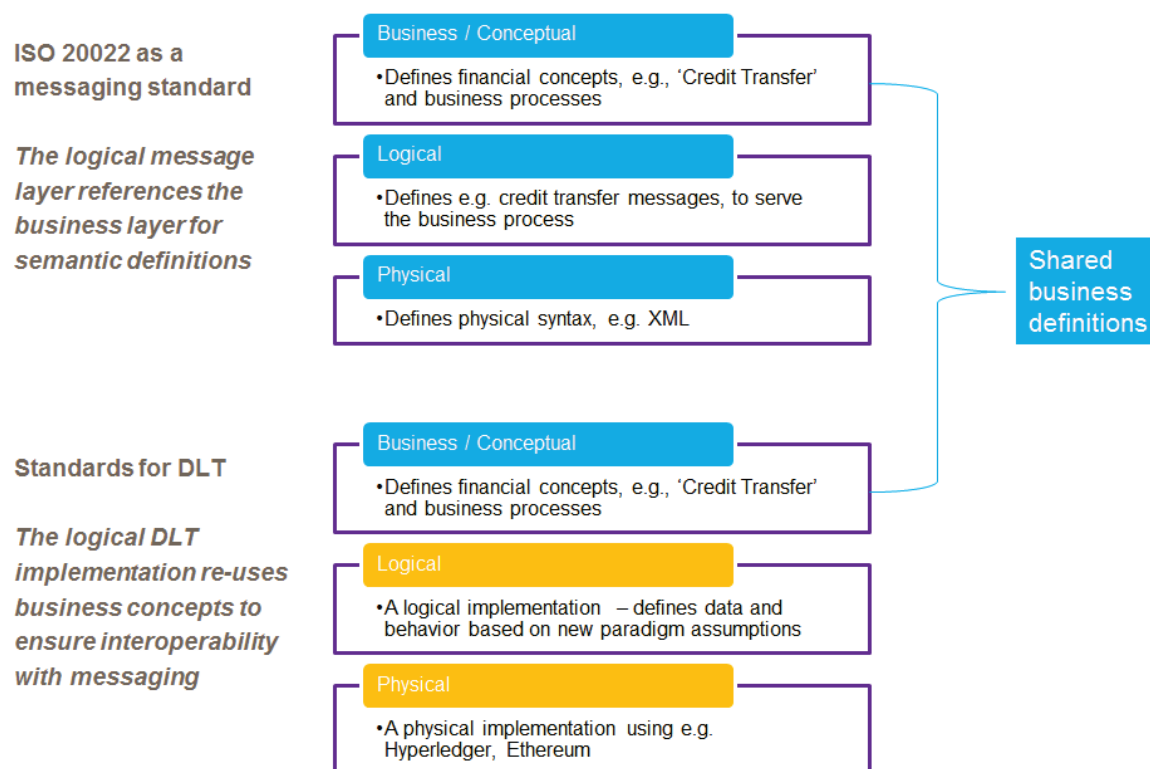 ISO 20022 as a
messaging standard
The logical message
layer references the
business layer for
semantic definitions
Business / Conceptual
•Defines financial concepts, e.g., ‘Credit Transfer’
and business processes
Logical
•Defines e.g. credit transfer messages, to serve
the business process
Physical
•Defines physical syntax, e.g. XML
Shared
business
definitions
Standards for DLT
The logical DLT
implementation re-uses
business concepts to
ensure interoperability
with messaging
Business / Conceptual
•Defines financial concepts, e.g., ‘Credit Transfer’
and business processes
Logical
•A logical implementation – defines data and
behavior based on new paradigm assumptions
Physical
•A physical implementation using e.g.
Hyperledger, Ethereum